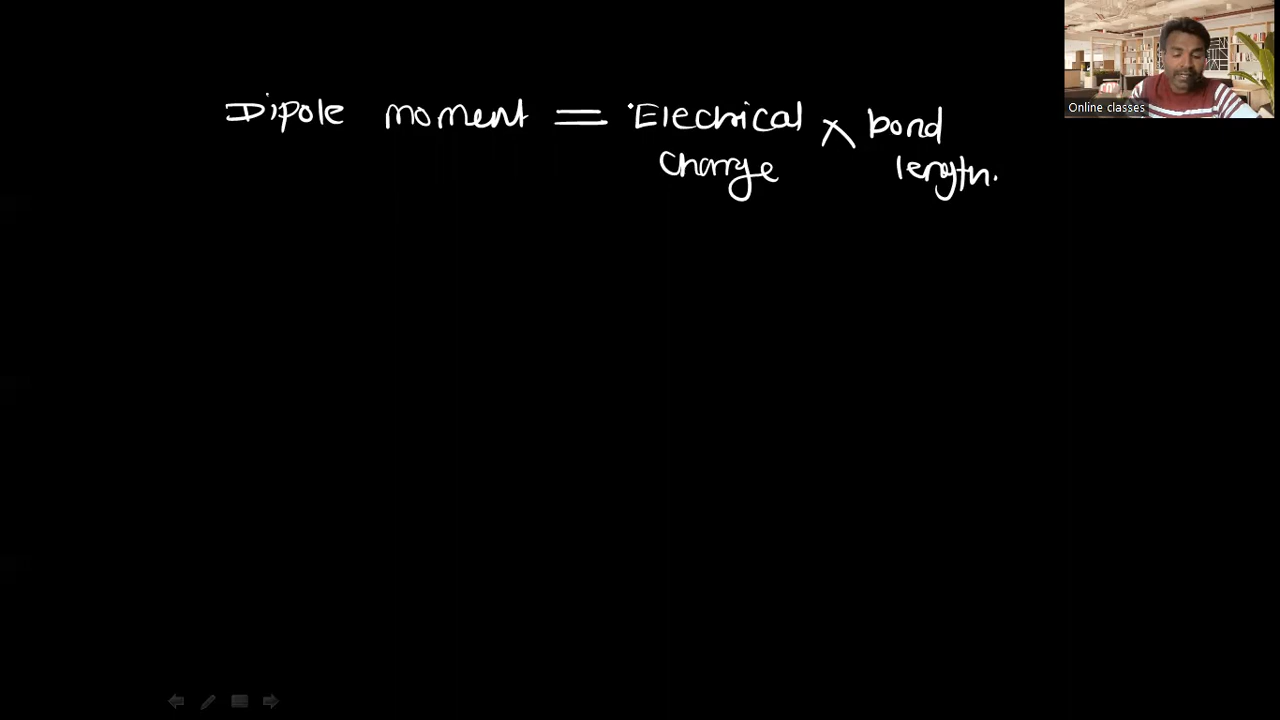 Dipole moment = Electrical × bond
charge length.
Online classes